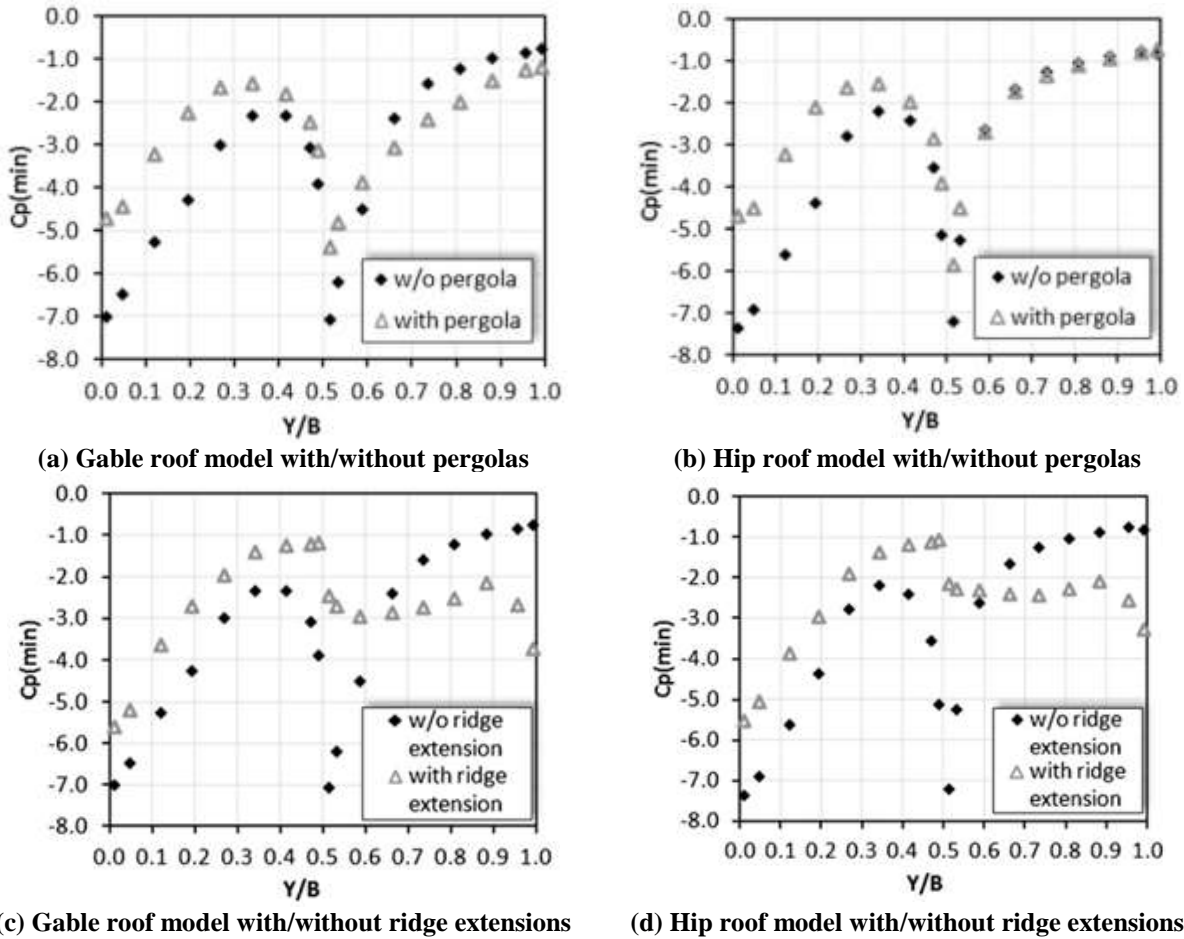 0.0
-1.0
-2.0
-3.0
-4.0
-5.0
-6.0
-7.0
-8.0
Cp(min)
w/o pergola
with pergola
0.0 0.1 0.2 0.3 0.4 0.5 0.6 0.7 0.8 0.9 1.0
Y/B
(a) Gable roof model with/without pergolas
0.0
-1.0
-2.0
-3.0
-4.0
-5.0
-6.0
-7.0
-8.0
Cp(min)
w/o pergola
with pergola
0.0 0.1 0.2 0.3 0.4 0.5 0.6 0.7 0.8 0.9 1.0
Y/B
(b) Hip roof model with/without pergolas
0.0
-1.0
-2.0
-3.0
-4.0
-5.0
-6.0
-7.0
-8.0
Cp(min)
w/o ridge
extension
with ridge
extension
0.0 0.1 0.2 0.3 0.4 0.5 0.6 0.7 0.8 0.9 1.0
Y/B
(c) Gable roof model with/without ridge extensions
0.0
-1.0
-2.0
-3.0
-4.0
-5.0
-6.0
-7.0
-8.0
Cp(min)
w/o ridge
extension
with ridge
extension
0.0 0.1 0.2 0.3 0.4 0.5 0.6 0.7 0.8 0.9 1.0
Y/B
(d) Hip roof model with/without ridge extensions